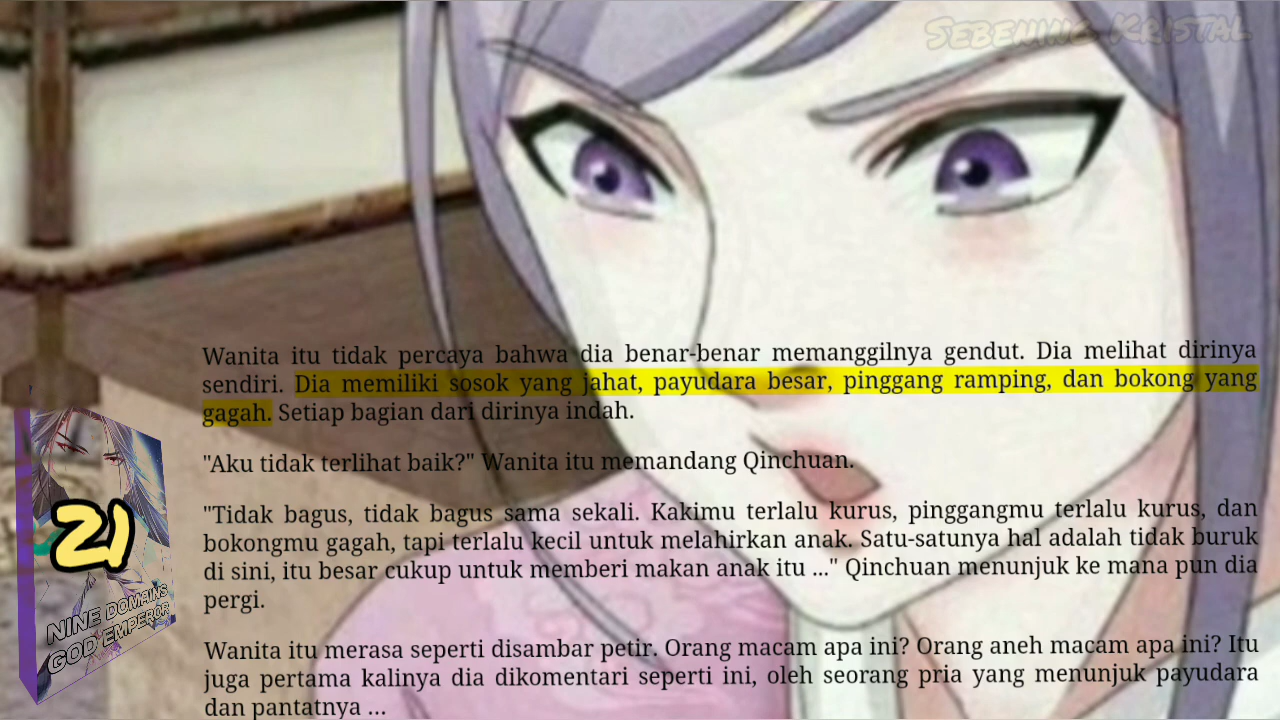 Sebening Kristal
Wanita itu tidak percaya bahwa dia benar-benar memanggilnya gendut. Dia melihat dirinya
sendiri. Dia memiliki sosok yang jahat, payudara besar, pinggang ramping, dan bokong yang
gagah. Setiap bagian dari dirinya indah.
"Aku tidak terlihat baik?" Wanita itu memandang Qinchuan.
"Tidak bagus, tidak bagus sama sekali. Kakimu terlalu kurus, pinggangmu terlalu kurus, dan
bokongmu gagah, tapi terlalu kecil untuk melahirkan anak. Satu-satunya hal adalah tidak buruk
di sini, itu besar cukup untuk memberi makan anak itu ..." Qinchuan menunjuk ke mana pun dia
pergi.
Wanita itu merasa seperti disambar petir. Orang macam apa ini? Orang aneh macam apa ini? Itu
juga pertama kalinya dia dikomentari seperti ini, oleh seorang pria yang menunjuk payudara
dan pantatnya ...
21
NINE DOMAINS
GOD EMPEROR